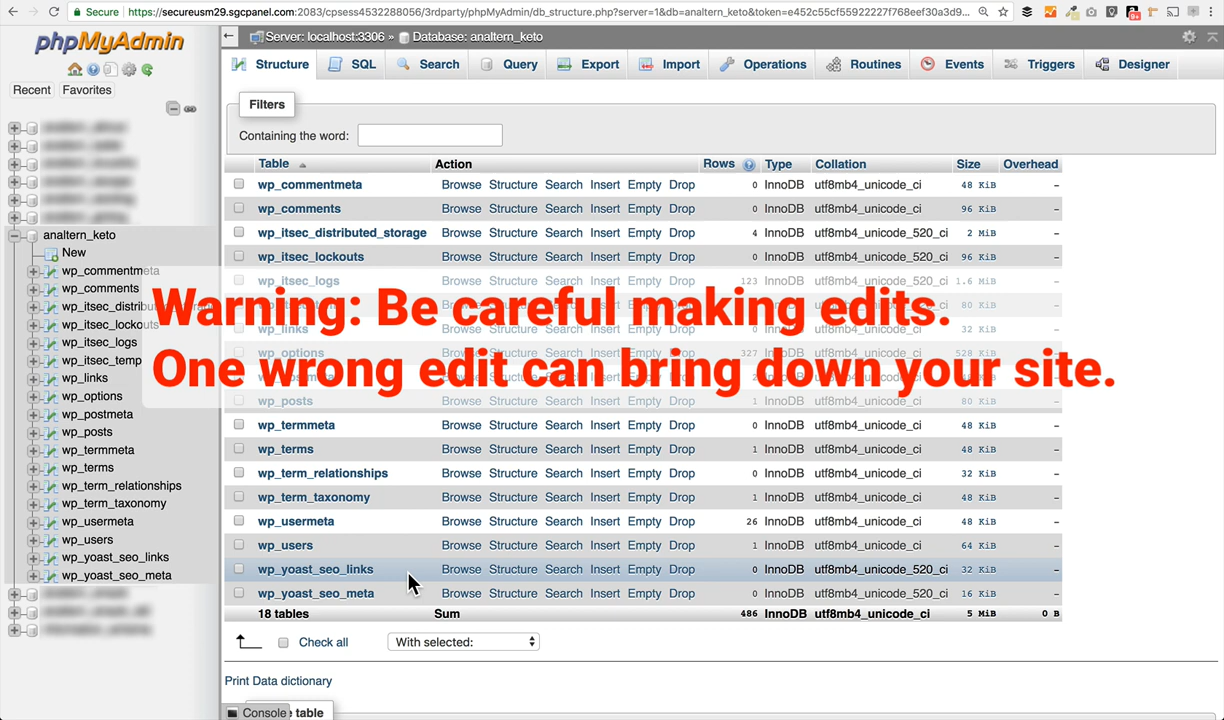 Secure https://secureusm29.sgcpanel.com:2083/cpsess4532288056/3rdparty/phpMyAdmin/db_structure.php?server=1&db=analtern_keto&token=e452c55cf55922227f768eef30a3d9...
phpMyAdmin
Server: localhost:3306 » Database: analtern_keto
Structure SQL Search Query Export Import Operations Routines Events Triggers Designer
Recent Favorites
Filters
Containing the word:
analtern_keto
New
wp_commentmeta
wp_comments
wp_itsec_distribut
wp_itsec_lockouts
wp_itsec_logs
wp_itsec_temp
wp_links
wp_options
wp_postmeta
wp_posts
wp_termmeta
wp_terms
wp_term_relationships
wp_term_taxonomy
wp_usermeta
wp_users
wp_yoast_seo_links
wp_yoast_seo_meta
Table Action Rows Type Collation Size Overhead
wp_commentmeta Browse Structure Search Insert Empty Drop 0 InnoDB utf8mb4_unicode_ci 48 KiB –
wp_comments Browse Structure Search Insert Empty Drop 0 InnoDB utf8mb4_unicode_ci 96 KiB –
wp_itsec_distributed_storage Browse Structure Search Insert Empty Drop 4 InnoDB utf8mb4_unicode_520_ci 2 MiB –
wp_itsec_lockouts Browse Structure Search Insert Empty Drop 0 InnoDB utf8mb4_unicode_520_ci 96 KiB –
wp_itsec_logs Browse Structure Search Insert Empty Drop 123 InnoDB utf8mb4_unicode_520_ci 1.6 MiB –
Warning: Be careful making edits.
One wrong edit can bring down your site.
80 KiB –
wp_links Browse Structure Search Insert Empty Drop InnoDB utf8mb4_unicode_ci 32 KiB –
wp_options 327 528 KiB –
wp_posts Browse Structure Search Insert Empty Drop 1 InnoDB utf8mb4_unicode_ci 80 KiB –
wp_termmeta Browse Structure Search Insert Empty Drop 0 InnoDB utf8mb4_unicode_ci 48 KiB –
wp_terms Browse Structure Search Insert Empty Drop 1 InnoDB utf8mb4_unicode_ci 48 KiB –
wp_term_relationships Browse Structure Search Insert Empty Drop 0 InnoDB utf8mb4_unicode_ci 32 KiB –
wp_term_taxonomy Browse Structure Search Insert Empty Drop 1 InnoDB utf8mb4_unicode_ci 48 KiB –
wp_usermeta Browse Structure Search Insert Empty Drop 26 InnoDB utf8mb4_unicode_ci 48 KiB –
wp_users Browse Structure Search Insert Empty Drop 1 InnoDB utf8mb4_unicode_ci 64 KiB –
wp_yoast_seo_links Browse Structure Search Insert Empty Drop 0 InnoDB utf8mb4_unicode_520_ci 32 KiB –
wp_yoast_seo_meta Browse Structure Search Insert Empty Drop 0 InnoDB utf8mb4_unicode_520_ci 16 KiB –
18 tables Sum 486 InnoDB utf8mb4_unicode_ci 5 MiB 0 B
Check all With selected:
Print Data dictionary
Console e table